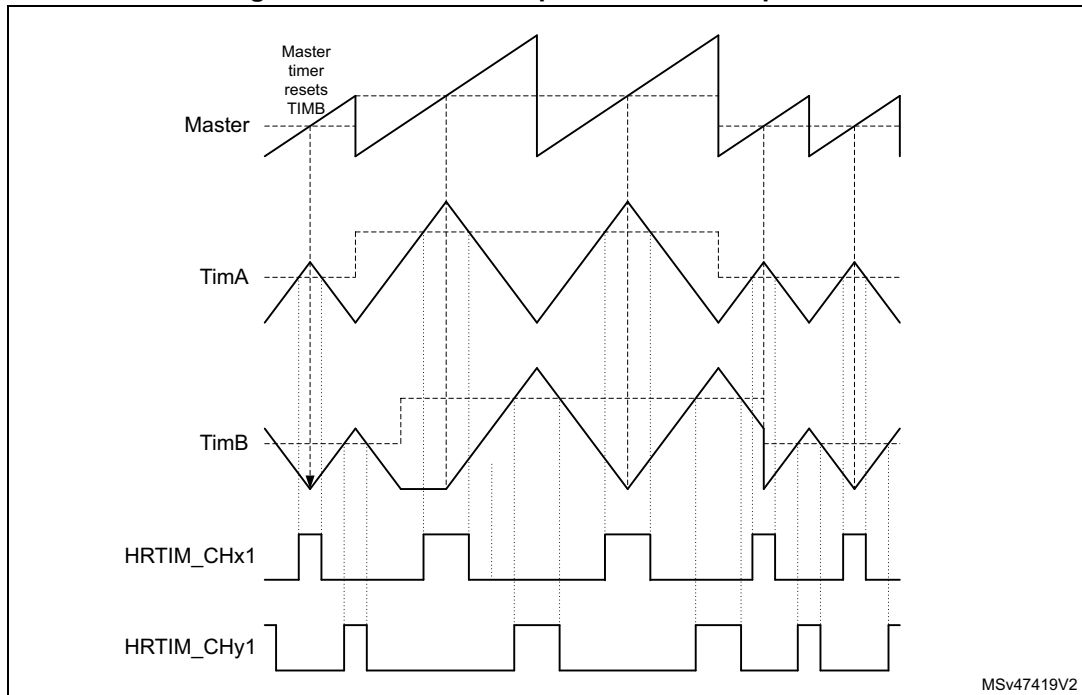 Master
timer
resets
TIMB
Master
TimA
TimB
HRTIM_CHx1
HRTIM_CHy1
MSv47419V2